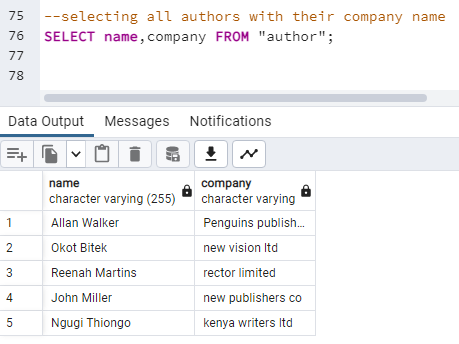 75 --selecting all authors with their company name
76 SELECT name,company FROM "author";
77
78
Data Output Messages Notifications
name company
character varying (255) character varying
1 Allan Walker Penguins publish...
2 Okot Bitek new vision ltd
3 Reenah Martins rector limited
4 John Miller new publishers co
5 Ngugi Thiongo kenya writers ltd